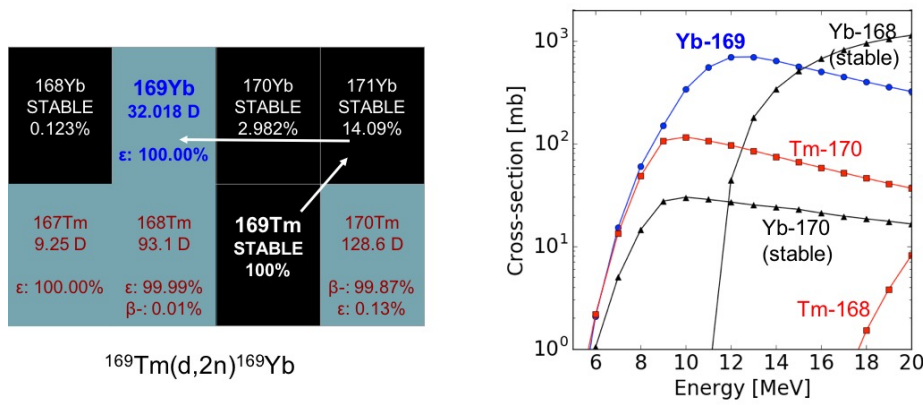 168Yb
STABLE
0.123%
169Yb
32.018 D
ε: 100.00%
170Yb
STABLE
2.982%
171Yb
STABLE
14.09%
167Tm
9.25 D
ε: 100.00%
168Tm
93.1 D
ε: 99.99%
β-: 0.01%
169Tm
STABLE
100%
170Tm
128.6 D
β-: 99.87%
ε: 0.13%
¹⁶⁹Tm(d,2n)¹⁶⁹Yb
Cross-section [mb]
10³
10²
10¹
10⁰
Yb-169
Yb-168
(stable)
Tm-170
Yb-170
(stable)
Tm-168
6 8 10 12 14 16 18 20
Energy [MeV]